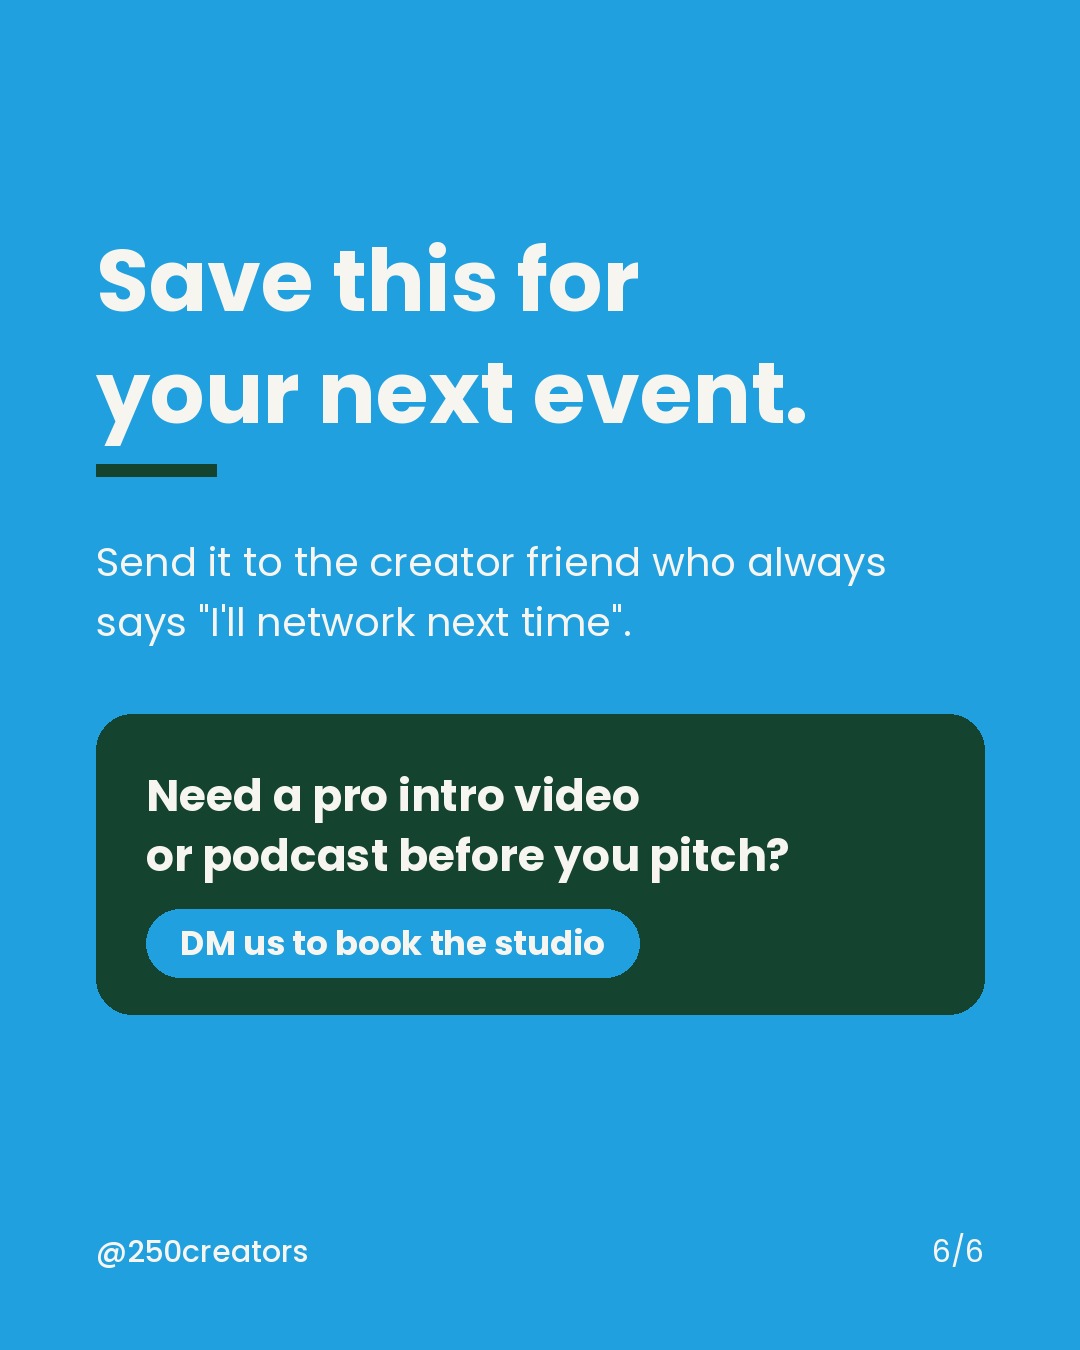 Save this for
your next event.
Send it to the creator friend who always
says "I'll network next time".
Need a pro intro video
or podcast before you pitch?
DM us to book the studio
@250creators
6/6